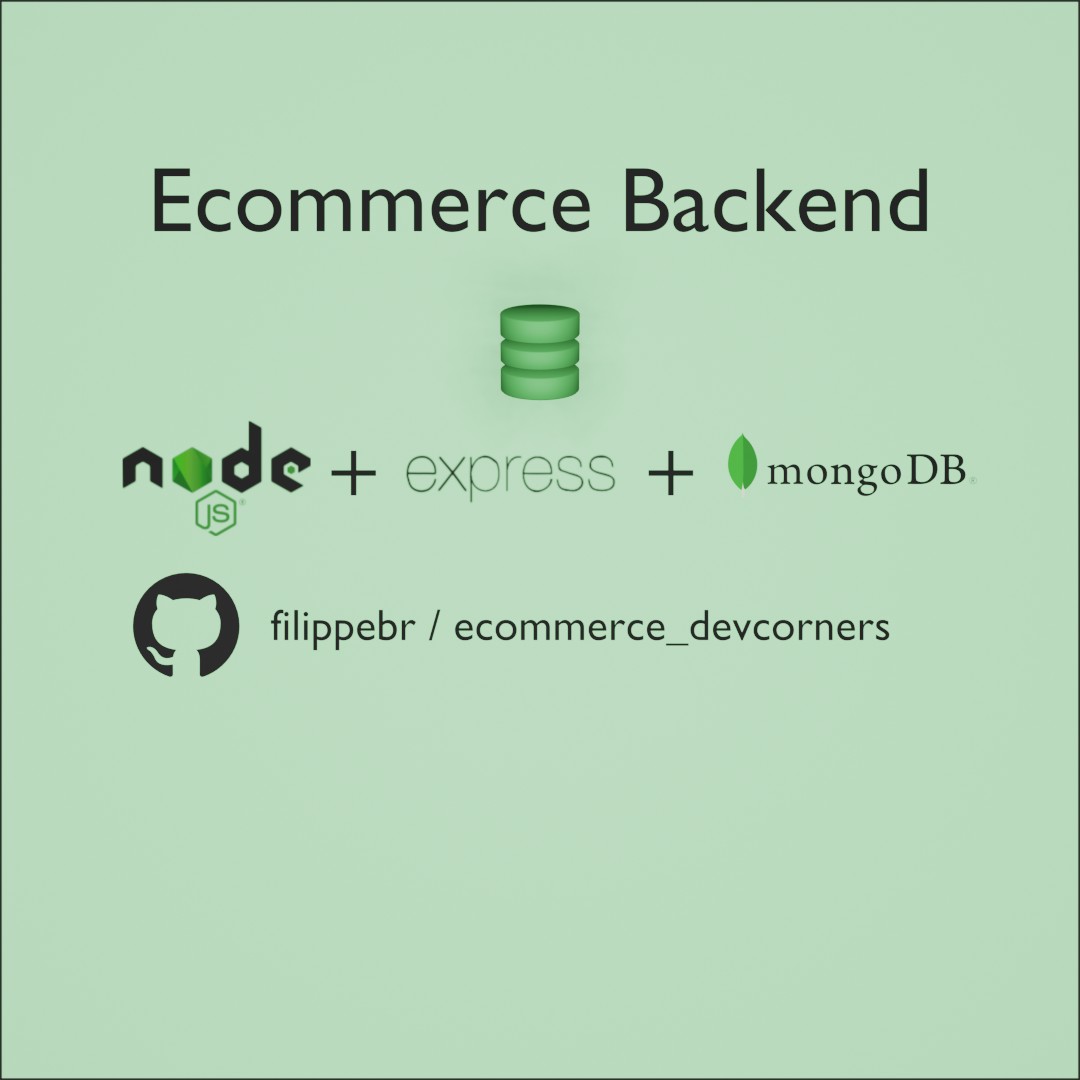 Ecommerce Backend
node + express + mongoDB®
JS®
filippebr / ecommerce_devcorners